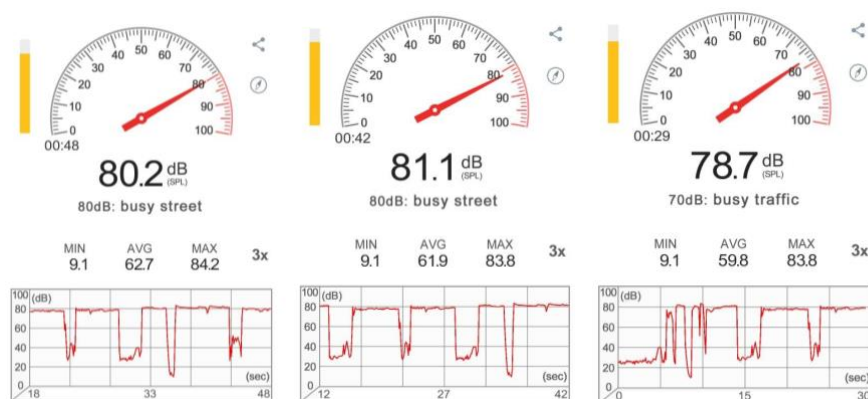 0 10 20 30 40 50 60 70 80 90 100
00:48
80.2 dB (SPL)
80dB: busy street
MIN AVG MAX 3x
9.1 62.7 84.2
100 (dB)
80
60
40
20
0 (sec)
18 33 48
0 10 20 30 40 50 60 70 80 90 100
00:42
81.1 dB (SPL)
80dB: busy street
MIN AVG MAX 3x
9.1 61.9 83.8
100 (dB)
80
60
40
20
0 (sec)
12 27 42
0 10 20 30 40 50 60 70 80 90 100
00:29
78.7 dB (SPL)
70dB: busy traffic
MIN AVG MAX 3x
9.1 59.8 83.8
100 (dB)
80
60
40
20
0 (sec)
0 15 30